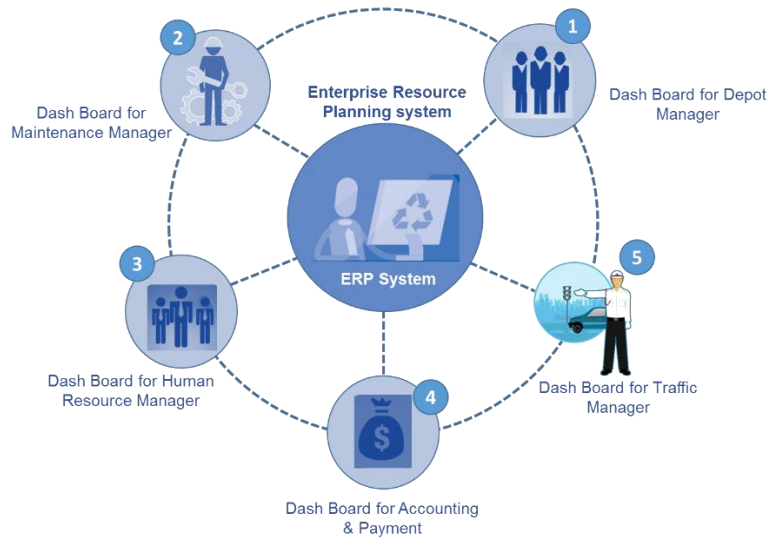 1
Dash Board for Depot
Manager
2
Dash Board for
Maintenance Manager
Enterprise Resource
Planning system
ERP System
3
Dash Board for Human
Resource Manager
4
$
Dash Board for Accounting
& Payment
5
Dash Board for Traffic
Manager